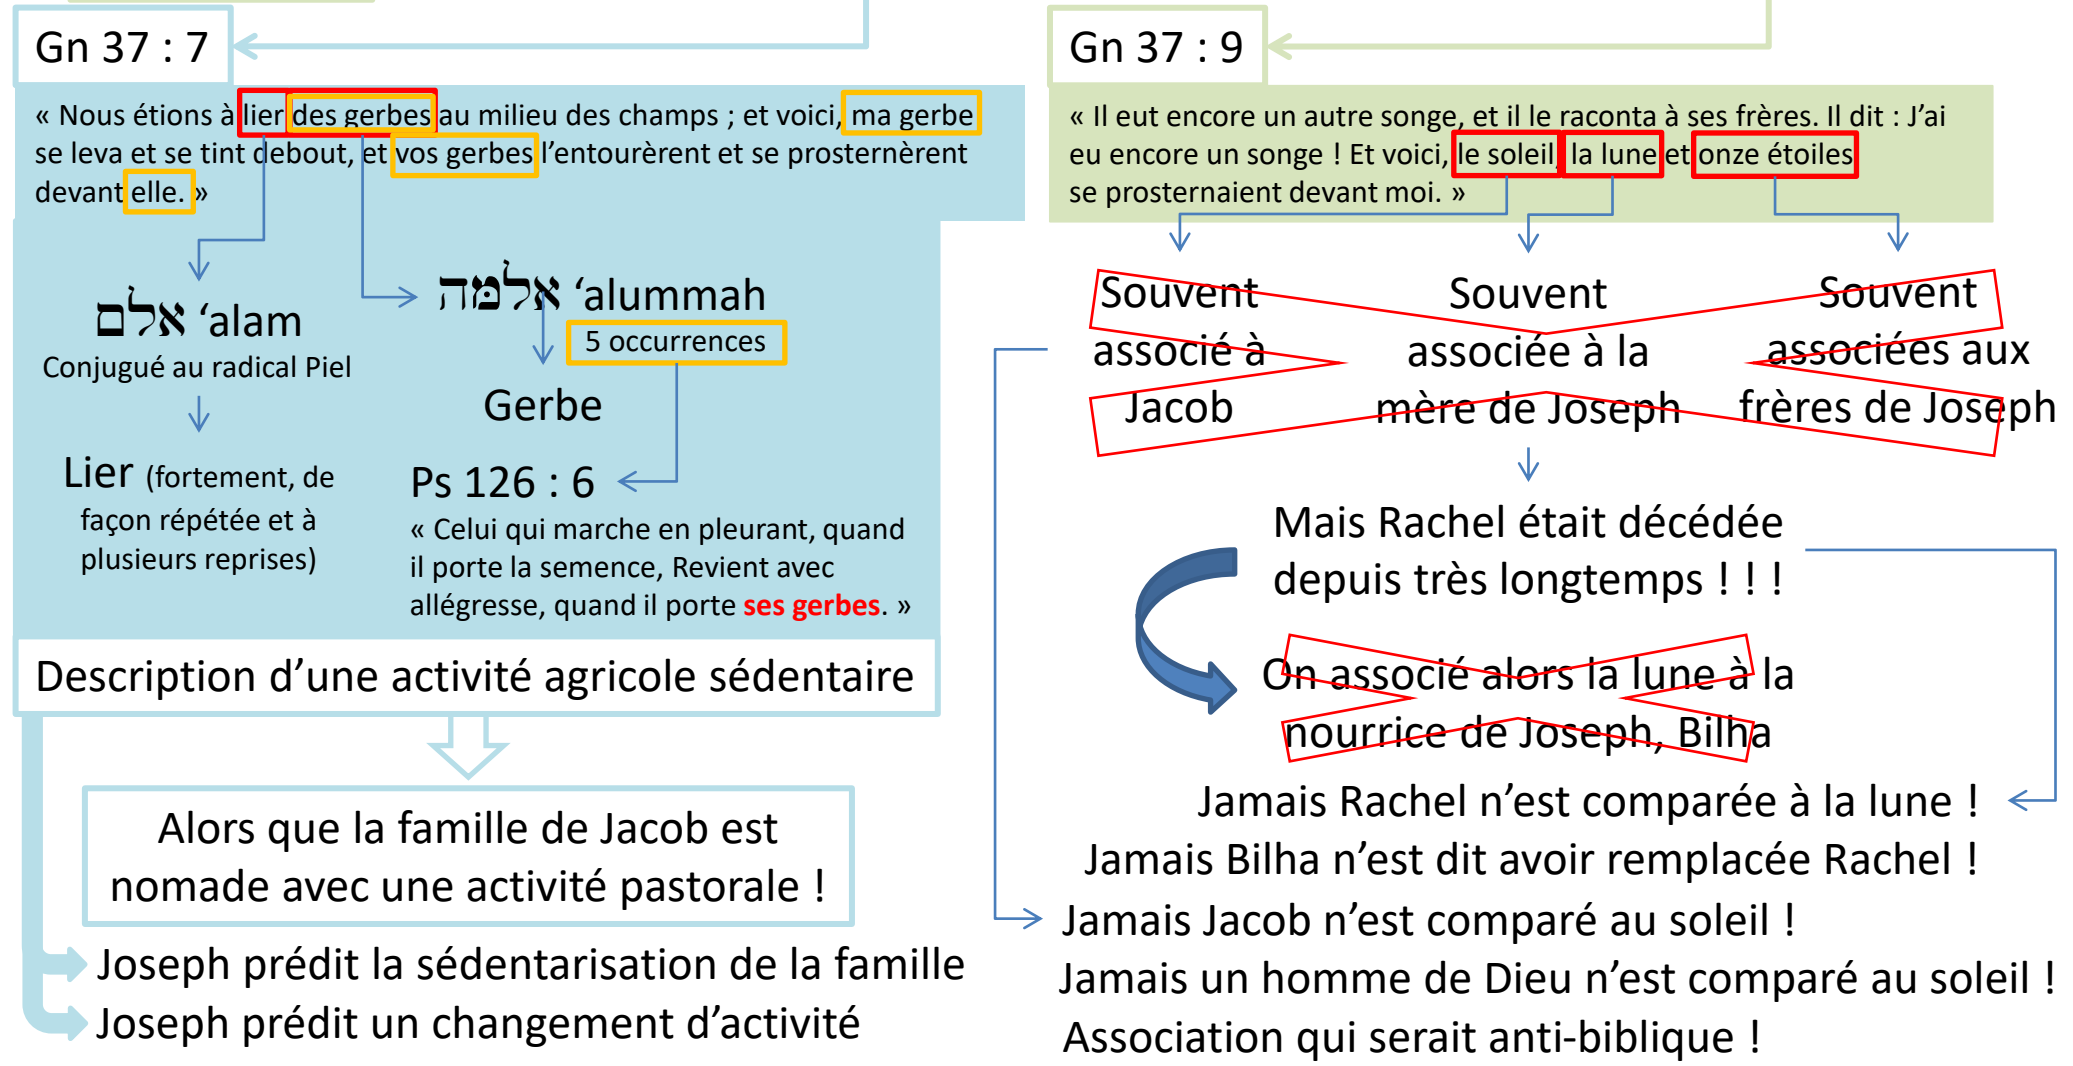 Gn 37 : 7
« Nous étions à lier des gerbes au milieu des champs ; et voici, ma gerbe
se leva et se tint debout, et vos gerbes l’entourèrent et se prosternèrent
devant elle. »
אלם ‘alam
Conjugué au radical Piel
Lier (fortement, de
façon répétée et à
plusieurs reprises)
אלמּה ‘alummah
5 occurrences
Gerbe
Ps 126 : 6
« Celui qui marche en pleurant, quand
il porte la semence, Revient avec
allégresse, quand il porte ses gerbes. »
Description d’une activité agricole sédentaire
Alors que la famille de Jacob est
nomade avec une activité pastorale !
Joseph prédit la sédentarisation de la famille
Joseph prédit un changement d’activité
Gn 37 : 9
« Il eut encore un autre songe, et il le raconta à ses frères. Il dit : J’ai
eu encore un songe ! Et voici, le soleil, la lune et onze étoiles
se prosternaient devant moi. »
Souvent
associé à
Jacob
Souvent
associée à la
mère de Joseph
Souvent
associées aux
frères de Joseph
Mais Rachel était décédée
depuis très longtemps ! ! !
On associé alors la lune à la
nourrice de Joseph, Bilha
Jamais Rachel n’est comparée à la lune !
Jamais Bilha n’est dit avoir remplacée Rachel !
Jamais Jacob n’est comparé au soleil !
Jamais un homme de Dieu n’est comparé au soleil !
Association qui serait anti-biblique !